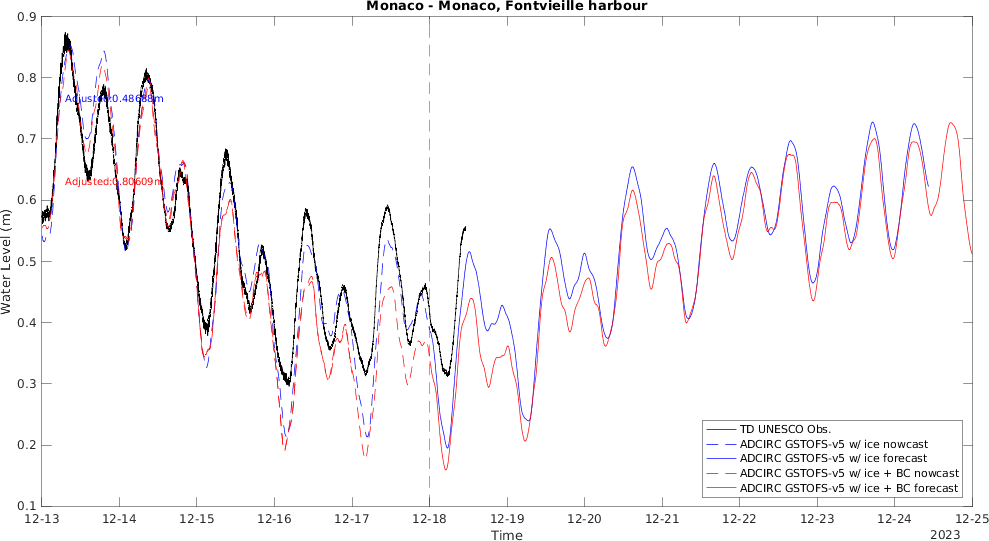 Monaco - Monaco, Fontvieille harbour
0.9
0.8
0.7
0.6
0.5
0.4
0.3
0.2
0.1
Water Level (m)
Adjusted:0.48688m
Adjusted:0.80609m
TD UNESCO Obs.
ADCIRC GSTOFS-v5 w/ ice nowcast
ADCIRC GSTOFS-v5 w/ ice forecast
ADCIRC GSTOFS-v5 w/ ice + BC nowcast
ADCIRC GSTOFS-v5 w/ ice + BC forecast
12-13 12-14 12-15 12-16 12-17 12-18 12-19 12-20 12-21 12-22 12-23 12-24 12-25
Time
2023